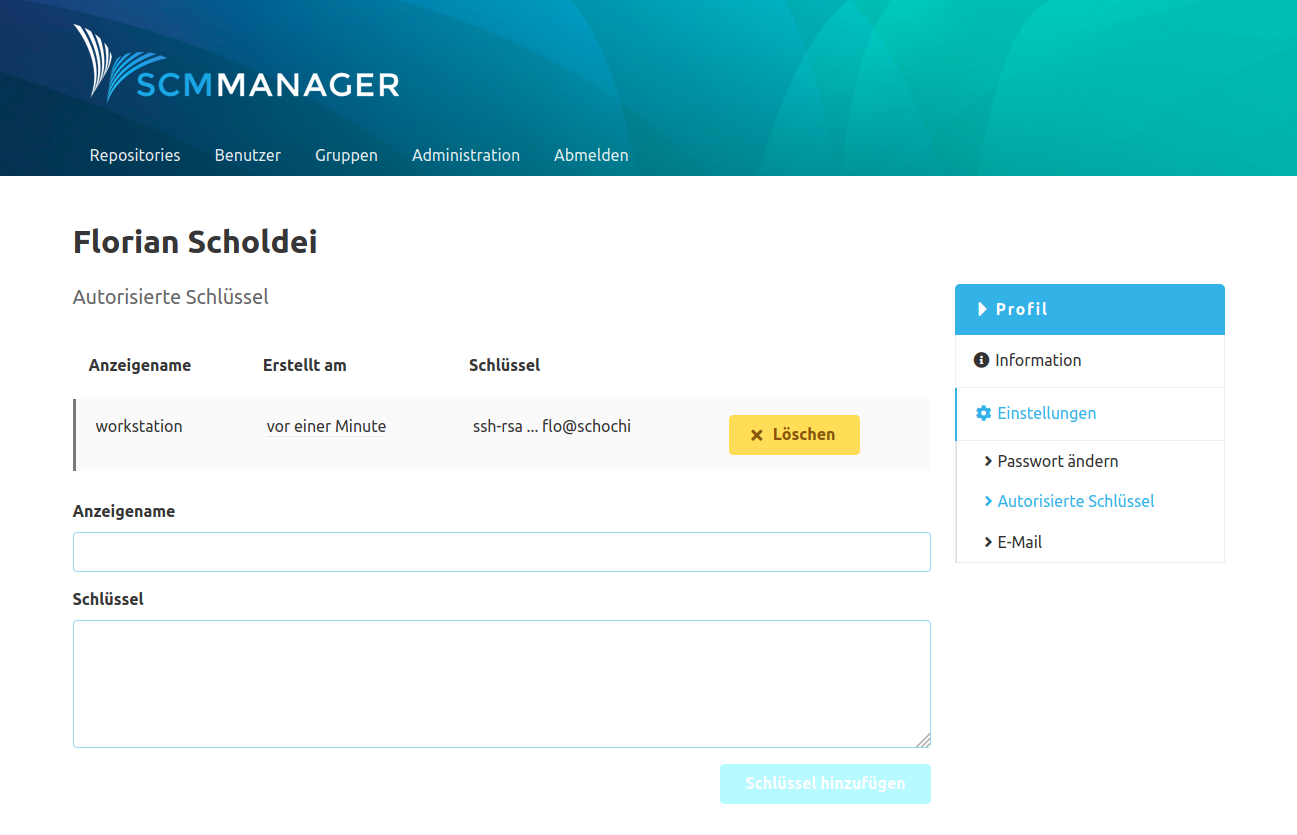 SCMMANAGER
Repositories Benutzer Gruppen Administration Abmelden
Florian Scholdei
Autorisierte Schlüssel
Anzeigename Erstellt am Schlüssel
workstation vor einer Minute ssh-rsa ... flo@schochi Löschen
Anzeigename
Schlüssel
Schlüssel hinzufügen
Profil
Information
Einstellungen
Passwort ändern
Autorisierte Schlüssel
E-Mail